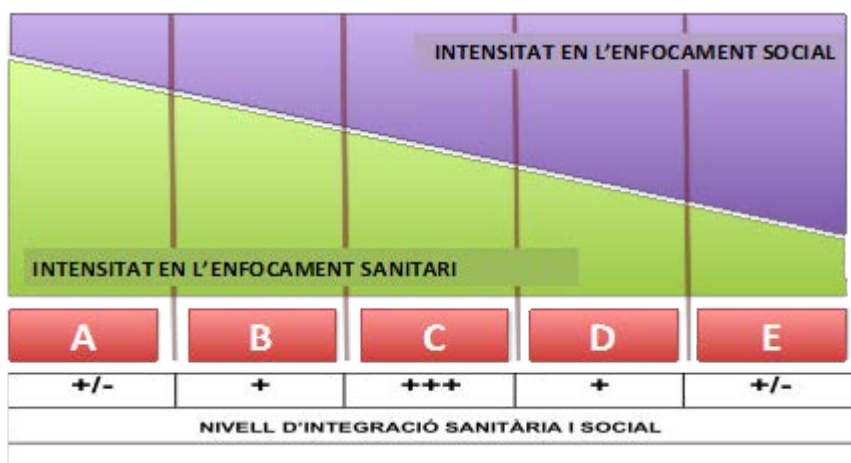 INTENSITAT EN L'ENFOCAMENT SOCIAL
INTENSITAT EN L'ENFOCAMENT SANITARI
A B C D E
+/- + +++ + +/-
NIVELL D'INTEGRACIÓ SANITÀRIA I SOCIAL